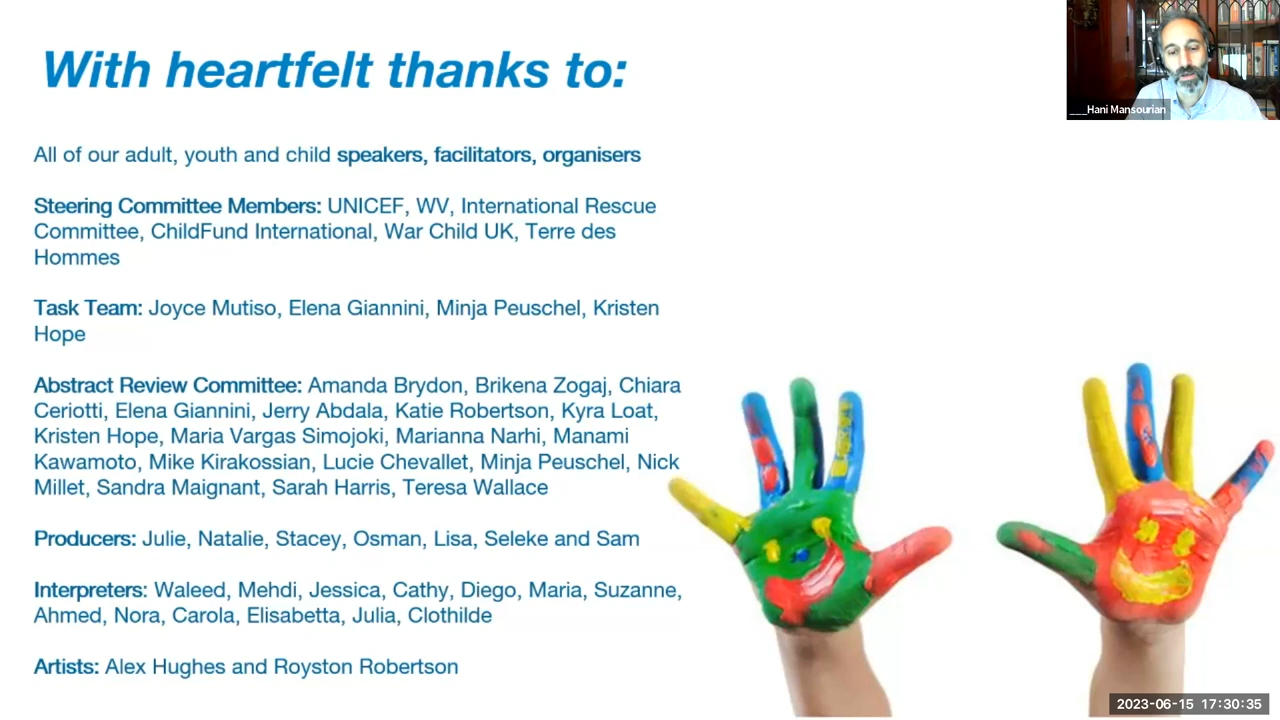 With heartfelt thanks to:
All of our adult, youth and child speakers, facilitators, organisers
Steering Committee Members: UNICEF, WV, International Rescue
Committee, ChildFund International, War Child UK, Terre des
Hommes
Task Team: Joyce Mutiso, Elena Giannini, Minja Peuschel, Kristen
Hope
Abstract Review Committee: Amanda Brydon, Brikena Zogaj, Chiara
Ceriotti, Elena Giannini, Jerry Abdala, Katie Robertson, Kyra Loat,
Kristen Hope, Maria Vargas Simojoki, Marianna Narhi, Manami
Kawamoto, Mike Kirakossian, Lucie Chevallet, Minja Peuschel, Nick
Millet, Sandra Maignant, Sarah Harris, Teresa Wallace
Producers: Julie, Natalie, Stacey, Osman, Lisa, Seleke and Sam
Interpreters: Waleed, Mehdi, Jessica, Cathy, Diego, Maria, Suzanne,
Ahmed, Nora, Carola, Elisabetta, Julia, Clothilde
Artists: Alex Hughes and Royston Robertson
___Hani Mansourian
2023-06-15 17:30:35